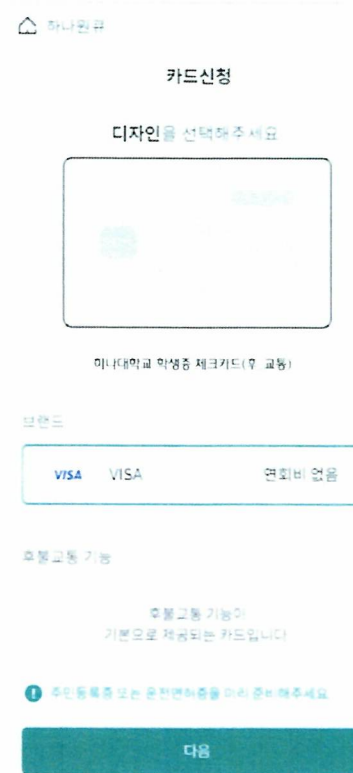 하나원큐
카드신청
디자인을 선택해주세요
이나대학교 학생증 체크카드(후 교통)
브랜드
VISA VISA 연회비 없음
후불교통 기능
후불교통 기능이
기본으로 제공되는 카드입니다
주민등록증 또는 운전면허증을 미리 준비해주세요
다음